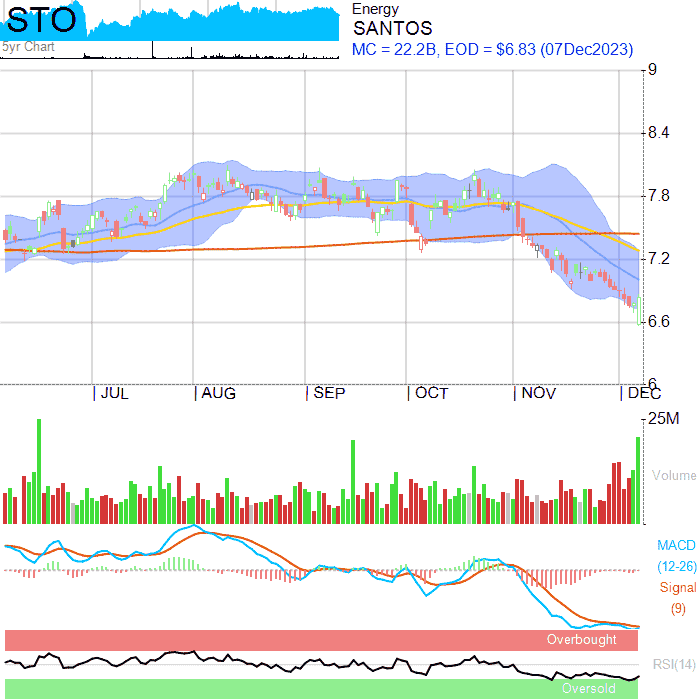 STO
5yr Chart
Energy
SANTOS
MC = 22.2B, EOD = $6.83 (07Dec2023)
9
8.4
7.8
7.2
6.6
6
JUL AUG SEP OCT NOV DEC
25M
Volume
MACD
(12-26)
Signal
(9)
Overbought
RSI(14)
Oversold